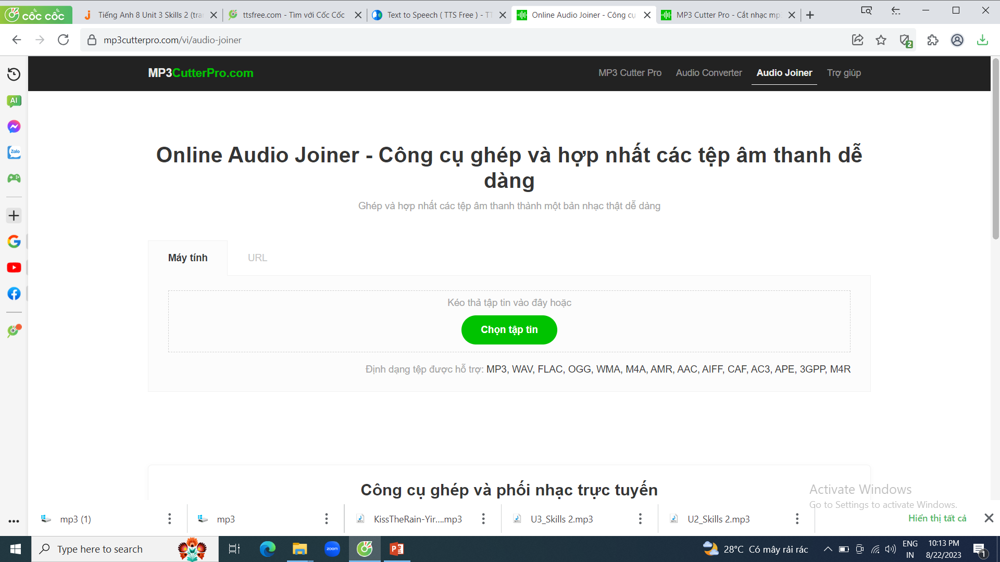 cốc cốc
Tiếng Anh 8 Unit 3 Skills 2 (tra
ttsfree.com - Tìm với Cốc Cốc
Text to Speech ( TTS Free ) - TT
Online Audio Joiner - Công cụ
MP3 Cutter Pro - Cắt nhạc mp
mp3cutterpro.com/vi/audio-joiner
2
MP3CutterPro.com
MP3 Cutter Pro
Audio Converter
Audio Joiner
Trợ giúp
AI
Zalo
Online Audio Joiner - Công cụ ghép và hợp nhất các tệp âm thanh dễ
dàng
Ghép và hợp nhất các tệp âm thanh thành một bản nhạc thật dễ dàng
Máy tính
URL
Kéo thả tập tin vào đây hoặc
Chọn tập tin
Định dạng tệp được hỗ trợ: MP3, WAV, FLAC, OGG, WMA, M4A, AMR, AAC, AIFF, CAF, AC3, APE, 3GPP, M4R
Công cụ ghép và phối nhạc trực tuyến
Activate Windows
Go to Settings to activate Windows.
mp3 (1)
mp3
KissTheRain-Yir....mp3
U3_Skills 2.mp3
U2_Skills 2.mp3
Hiển thị tất cả
Type here to search
zoom
28°C Có mây rải rác
ENG
IN
10:13 PM
8/22/2023
1